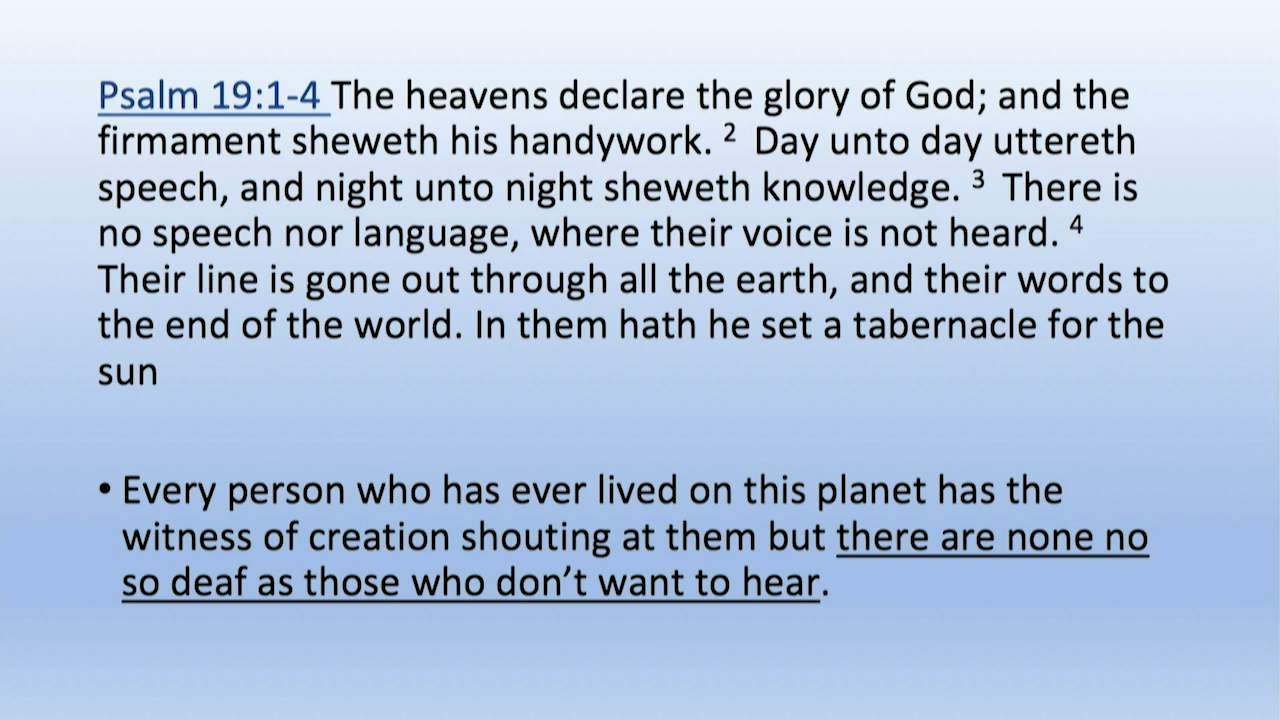 Psalm 19:1-4 The heavens declare the glory of God; and the
firmament sheweth his handywork. 2 Day unto day uttereth
speech, and night unto night sheweth knowledge. 3 There is
no speech nor language, where their voice is not heard. 4
Their line is gone out through all the earth, and their words to
the end of the world. In them hath he set a tabernacle for the
sun
• Every person who has ever lived on this planet has the
witness of creation shouting at them but there are none no
so deaf as those who don’t want to hear.